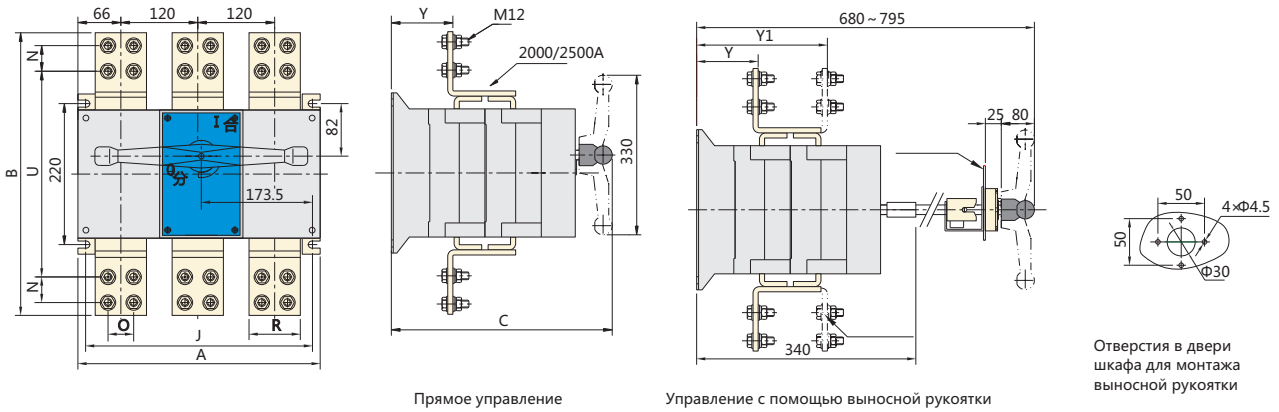 66
120
120
N
B
U
220
82
I 合
0
分
173.5
N
O
R
J
A
Y
M12
2000/2500A
330
C
Прямое управление
680～795
Y1
Y
25
80
340
Управление с помощью выносной рукоятки
50
4×Φ4.5
50
Φ30
Отверстия в двери
шкафа для монтажа
выносной рукоятки